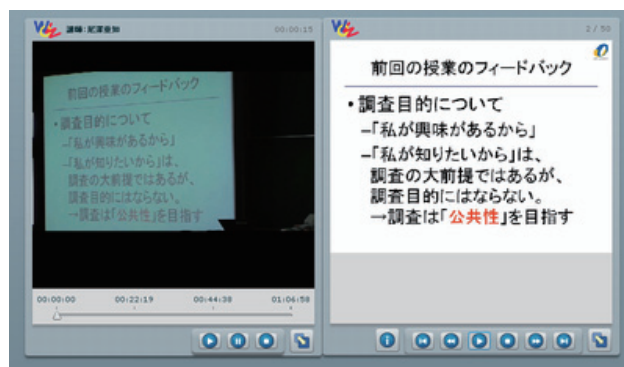 00:00:15
前回の授業のフィードバック
・調査目的について
–「私が興味があるから」
–「私が知りたいから」は、
調査の大前提ではあるが、
調査目的にはならない。
→調査は「公共性」を目指す
00:00:00 00:22:19 00:44:38 01:06:58
2 / 50
前回の授業のフィードバック
・調査目的について
–「私が興味があるから」
–「私が知りたいから」は、
調査の大前提ではあるが、
調査目的にはならない。
→調査は「公共性」を目指す